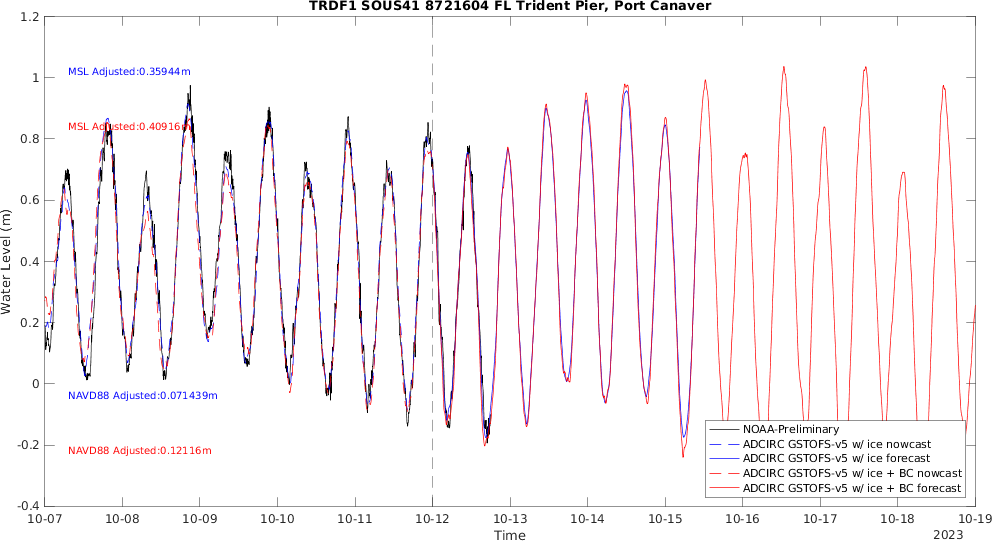 TRDF1 SOUS41 8721604 FL Trident Pier, Port Canaver
1.2
1
0.8
0.6
0.4
0.2
0
-0.2
-0.4
Water Level (m)
MSL Adjusted:0.35944m
MSL Adjusted:0.40916m
NAVD88 Adjusted:0.071439m
NAVD88 Adjusted:0.12116m
NOAA-Preliminary
ADCIRC GSTOFS-v5 w/ ice nowcast
ADCIRC GSTOFS-v5 w/ ice forecast
ADCIRC GSTOFS-v5 w/ ice + BC nowcast
ADCIRC GSTOFS-v5 w/ ice + BC forecast
10-07 10-08 10-09 10-10 10-11 10-12 10-13 10-14 10-15 10-16 10-17 10-18 10-19
Time
2023